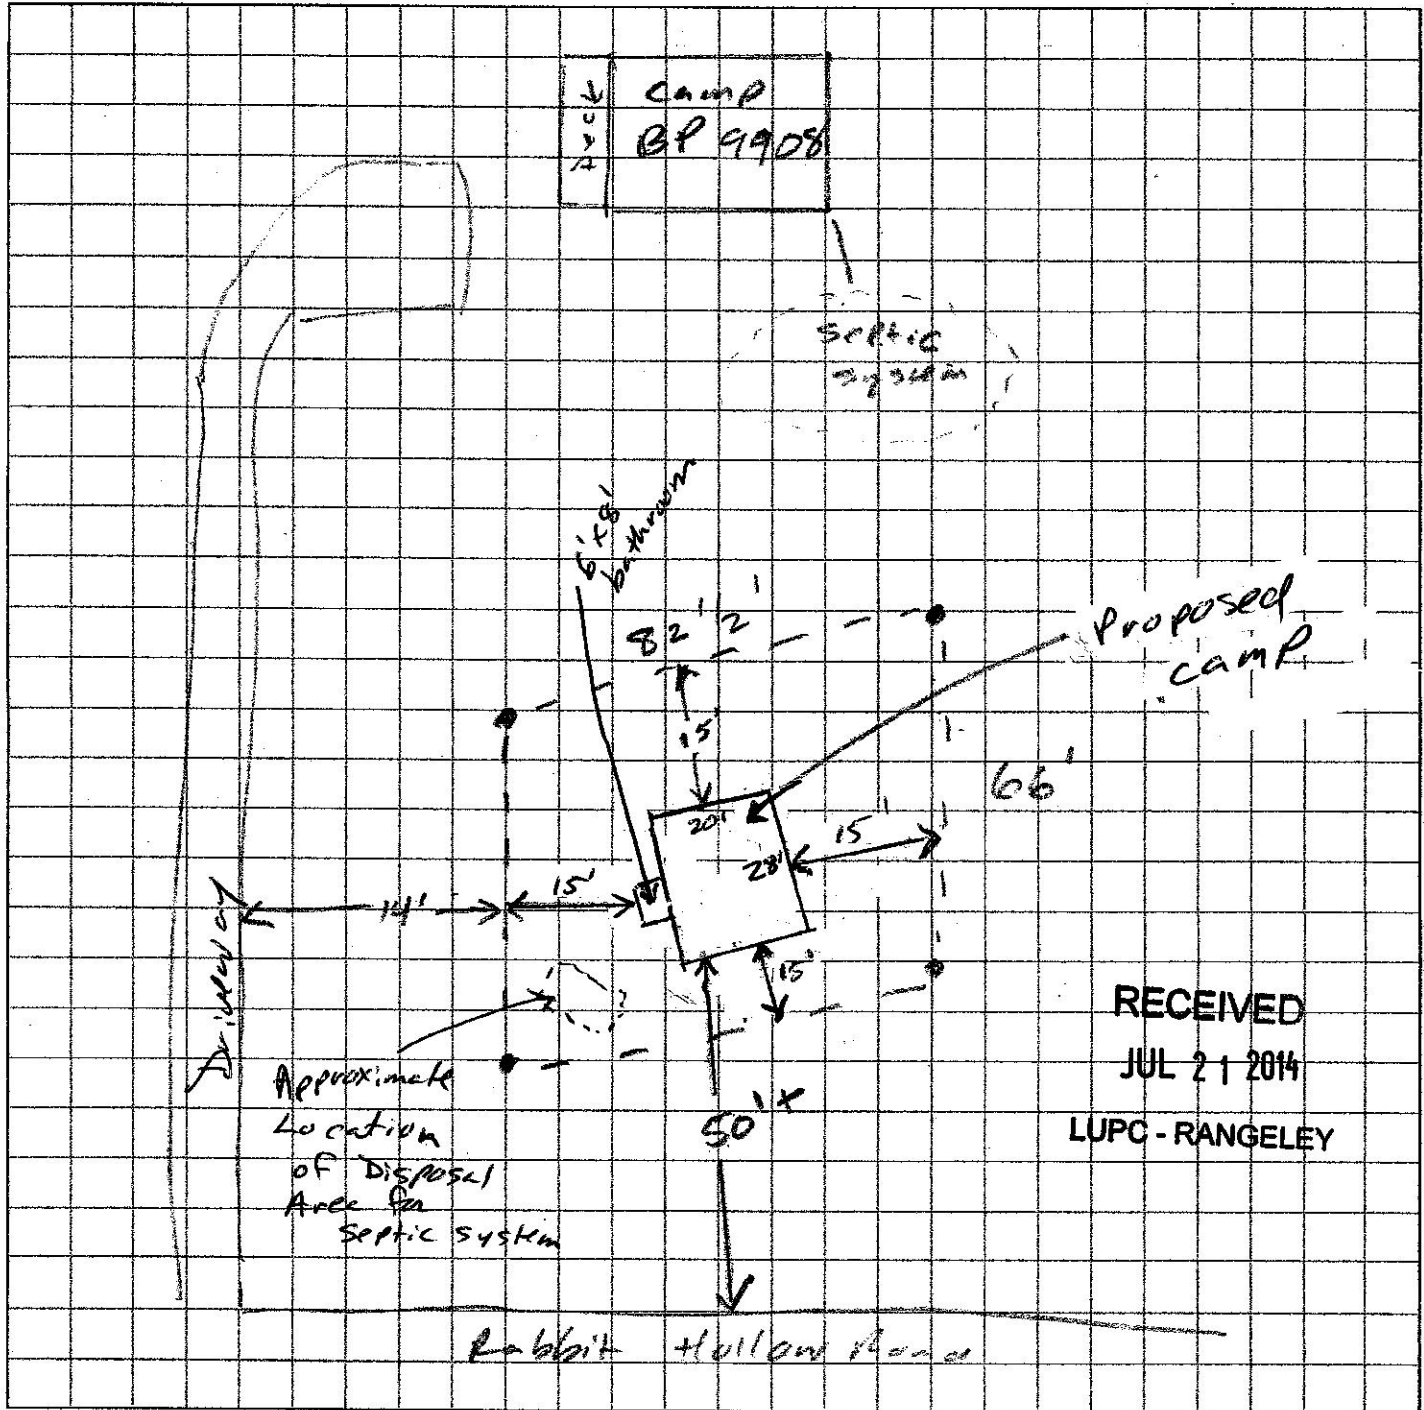 Camp
BP 9908
septic
system
6'x8'
bathroom
82' 2'
Proposed
camp
15'
20'
28'
15'
66'
14'
15'
15'
Driveway
Approximate
Location
of Disposal
Area for
septic system
50'+
RECEIVED
JUL 21 2014
LUPC - RANGELEY
Rabbit Hollow Road